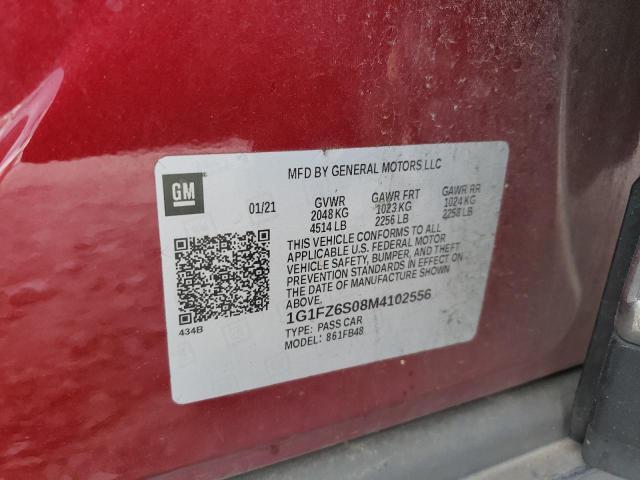 MFD BY GENERAL MOTORS LLC
GM
01/21
GVWR GAWR FRT GAWR RR
2048 KG 1023 KG 1024 KG
4514 LB 2256 LB 2258 LB
THIS VEHICLE CONFORMS TO ALL
APPLICABLE U.S. FEDERAL MOTOR
VEHICLE SAFETY, BUMPER, AND THEFT
PREVENTION STANDARDS IN EFFECT ON
THE DATE OF MANUFACTURE SHOWN
ABOVE.
1G1FZ6S08M4102556
TYPE: PASS CAR
MODEL: 861FB48
434B